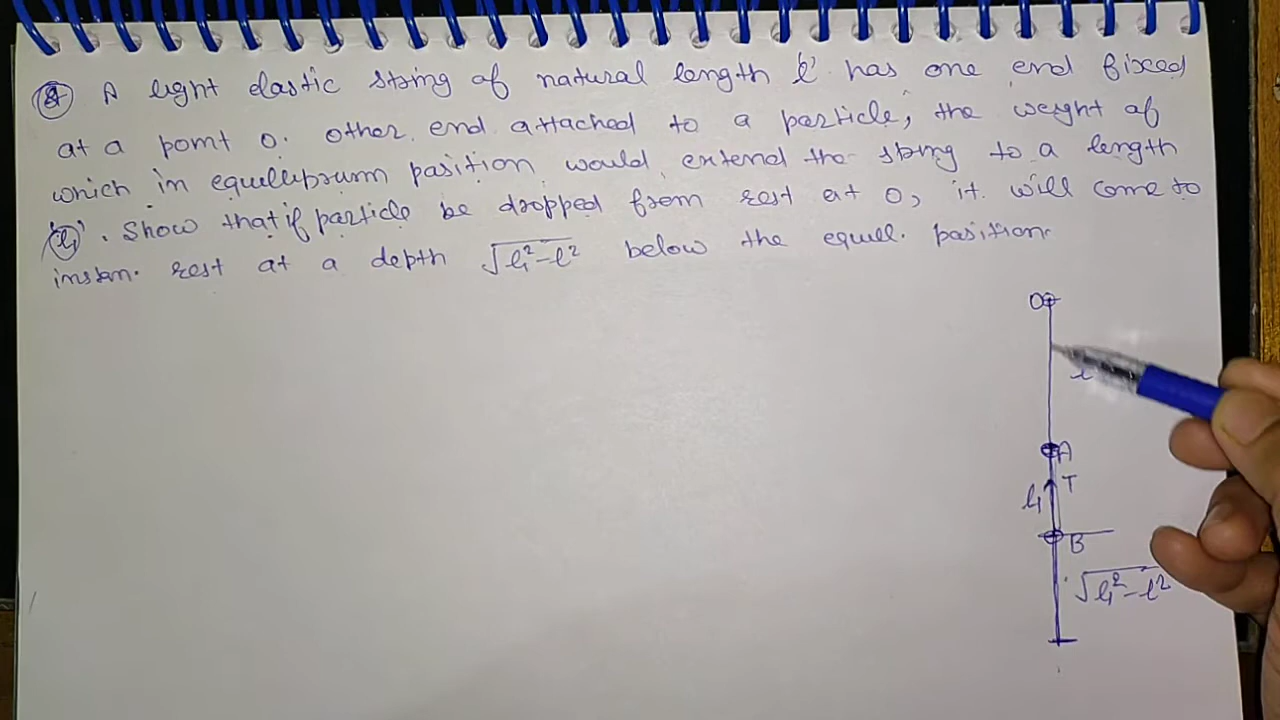 ④ A light elastic string of natural length 'l' has one end fixed
at a point O. Other end attached to a particle, the weight of
which in equillibrium position would extend the string to a length
'l₁'. Show that if particle be dropped from rest at O, it will come to
instan. rest at a depth √l₁²-l² below the equill. position.
O
l
A
T
l₁
B
√l₁²-l²